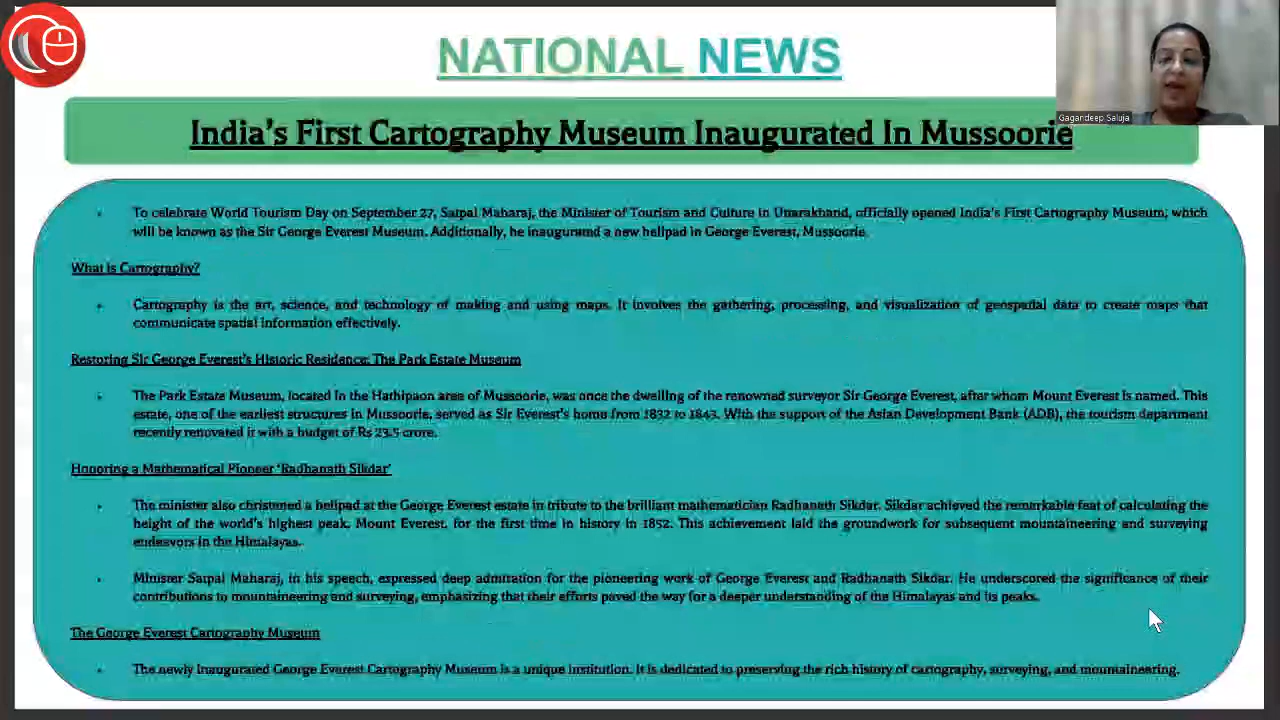 NATIONAL NEWS
Gagandeep Saluja
India's First Cartography Museum Inaugurated In Mussoorie
To celebrate World Tourism Day on September 27, Satpal Maharaj, the Minister of Tourism and Culture in Uttarakhand, officially opened India's First Cartography Museum, which
will be known as the Sir George Everest Museum. Additionally, he inaugurated a new helipad in George Everest, Mussoorie.
What is Cartography?
Cartography is the art, science, and technology of making and using maps. It involves the gathering, processing, and visualization of geospatial data to create maps that
communicate spatial information effectively.
Restoring Sir George Everest's Historic Residence: The Park Estate Museum
The Park Estate Museum, located in the Hathipaon area of Mussoorie, was once the dwelling of the renowned surveyor Sir George Everest, after whom Mount Everest is named. This
estate, one of the earliest structures in Mussoorie, served as Sir Everest's home from 1832 to 1843. With the support of the Asian Development Bank (ADB), the tourism department
recently renovated it with a budget of Rs 23.5 crore.
Honoring a Mathematical Pioneer 'Radhanath Sikdar'
The minister also christened a helipad at the George Everest estate in tribute to the brilliant mathematician Radhanath Sikdar. Sikdar achieved the remarkable feat of calculating the
height of the world's highest peak, Mount Everest, for the first time in history in 1852. This achievement laid the groundwork for subsequent mountaineering and surveying
endeavors in the Himalayas.
Minister Satpal Maharaj, in his speech, expressed deep admiration for the pioneering work of George Everest and Radhanath Sikdar. He underscored the significance of their
contributions to mountaineering and surveying, emphasizing that their efforts paved the way for a deeper understanding of the Himalayas and its peaks.
The George Everest Cartography Museum
The newly inaugurated George Everest Cartography Museum is a unique institution. It is dedicated to preserving the rich history of cartography, surveying, and mountaineering.